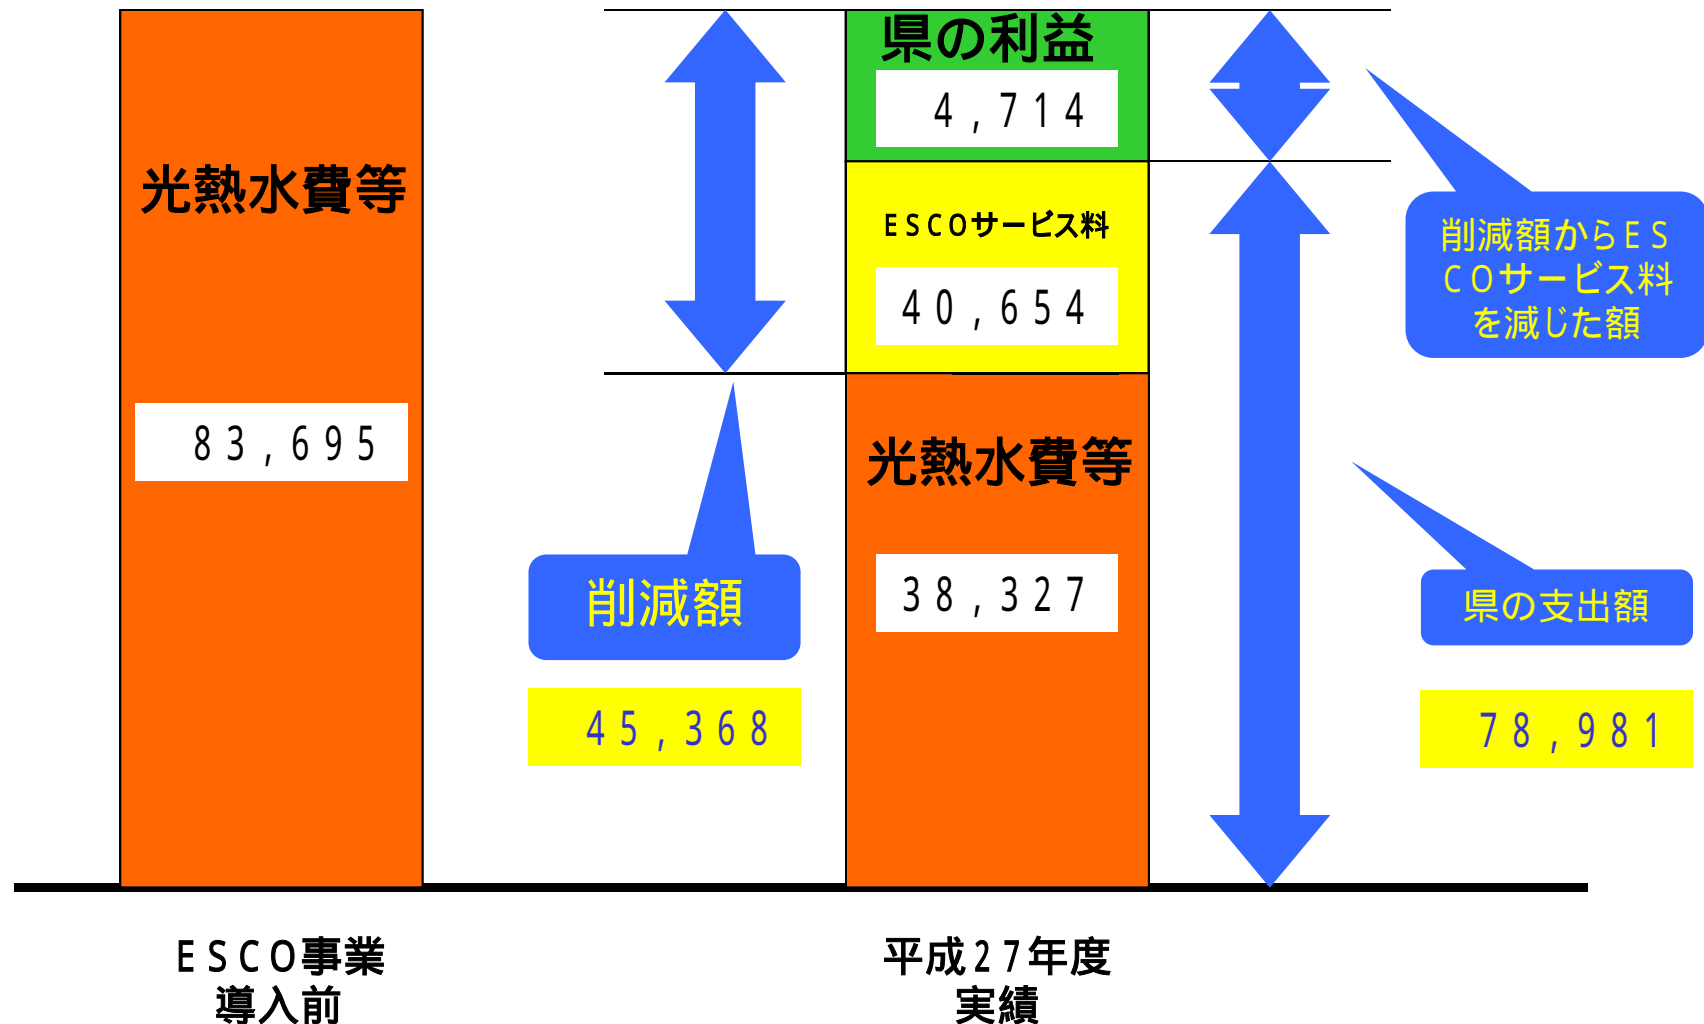 光熱水費等
８３，６９５
ＥＳＣＯ事業
導入前
削減額
４５，３６８
県の利益
４，７１４
ＥＳＣＯサービス料
４０，６５４
光熱水費等
３８，３２７
平成２７年度
実績
削減額からＥＳ
ＣＯサービス料
を減じた額
県の支出額
７８，９８１